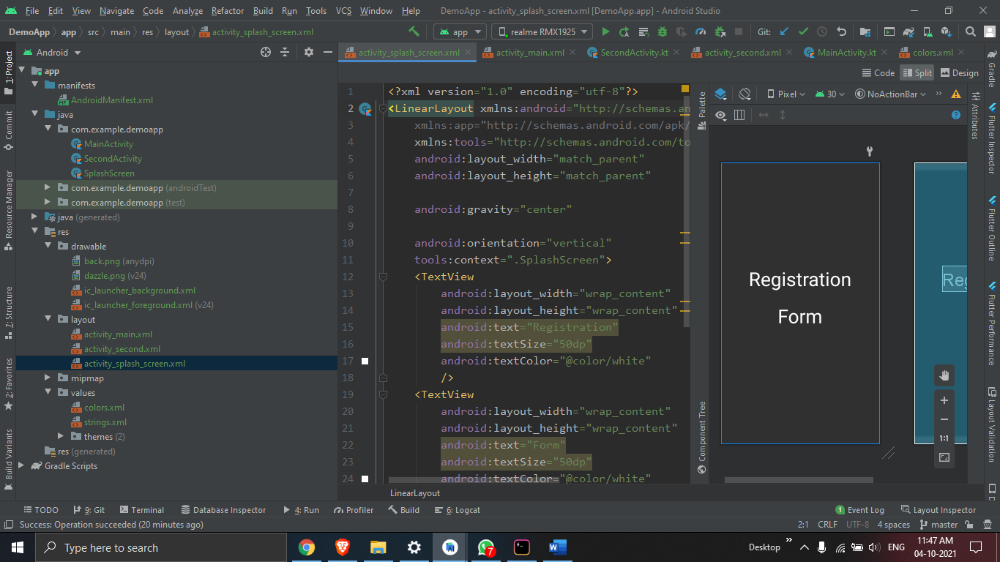 File Edit View Navigate Code Analyze Refactor Build Run Tools VCS Window Help DemoApp - activity_splash_screen.xml [DemoApp.app] - Android Studio
DemoApp app src main res layout activity_splash_screen.xml app realme RMX1925 Git:
Android
activity_splash_screen.xml activity_main.xml SecondActivity.kt activity_second.xml MainActivity.kt colors.xml
Code Split Design
Pixel 30 NoActionBar
1: Project
Commit
Resource Manager
7: Structure
2: Favorites
Build Variants
app
manifests
AndroidManifest.xml
java
com.example.demoapp
MainActivity
SecondActivity
SplashScreen
com.example.demoapp (androidTest)
com.example.demoapp (test)
java (generated)
res
drawable
back.png (anydpi)
dazzle.png (v24)
ic_launcher_background.xml
ic_launcher_foreground.xml (v24)
layout
activity_main.xml
activity_second.xml
activity_splash_screen.xml
mipmap
values
colors.xml
strings.xml
themes (2)
res (generated)
Gradle Scripts
1 <?xml version="1.0" encoding="utf-8"?>
2 <LinearLayout xmlns:android="http://schemas.an
3 xmlns:app="http://schemas.android.com/apk/
4 xmlns:tools="http://schemas.android.com/to
5 android:layout_width="match_parent"
6 android:layout_height="match_parent"
7
8 android:gravity="center"
9
10 android:orientation="vertical"
11 tools:context=".SplashScreen">
12 <TextView
13 android:layout_width="wrap_content"
14 android:layout_height="wrap_content"
15 android:text="Registration"
16 android:textSize="50dp"
17 android:textColor="@color/white"
18 />
19 <TextView
20 android:layout_width="wrap_content"
21 android:layout_height="wrap_content"
22 android:text="Form"
23 android:textSize="50dp"
24 android:textColor="@color/white"
LinearLayout
Palette
Component Tree
Registration
Form
Reg
1:1
Attributes
Gradle
Flutter Inspector
Flutter Outline
Flutter Performance
Layout Validation
TODO 9: Git Terminal Database Inspector 4: Run Profiler Build 6: Logcat 1 Event Log Layout Inspector
Success: Operation succeeded (20 minutes ago) 2:1 CRLF UTF-8 4 spaces master
Type here to search 7 Desktop ENG 11:47 AM
04-10-2021